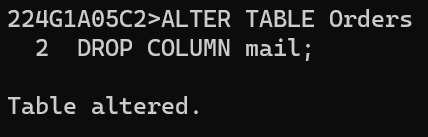 224G1A05C2>ALTER TABLE Orders
2 DROP COLUMN mail;
Table altered.